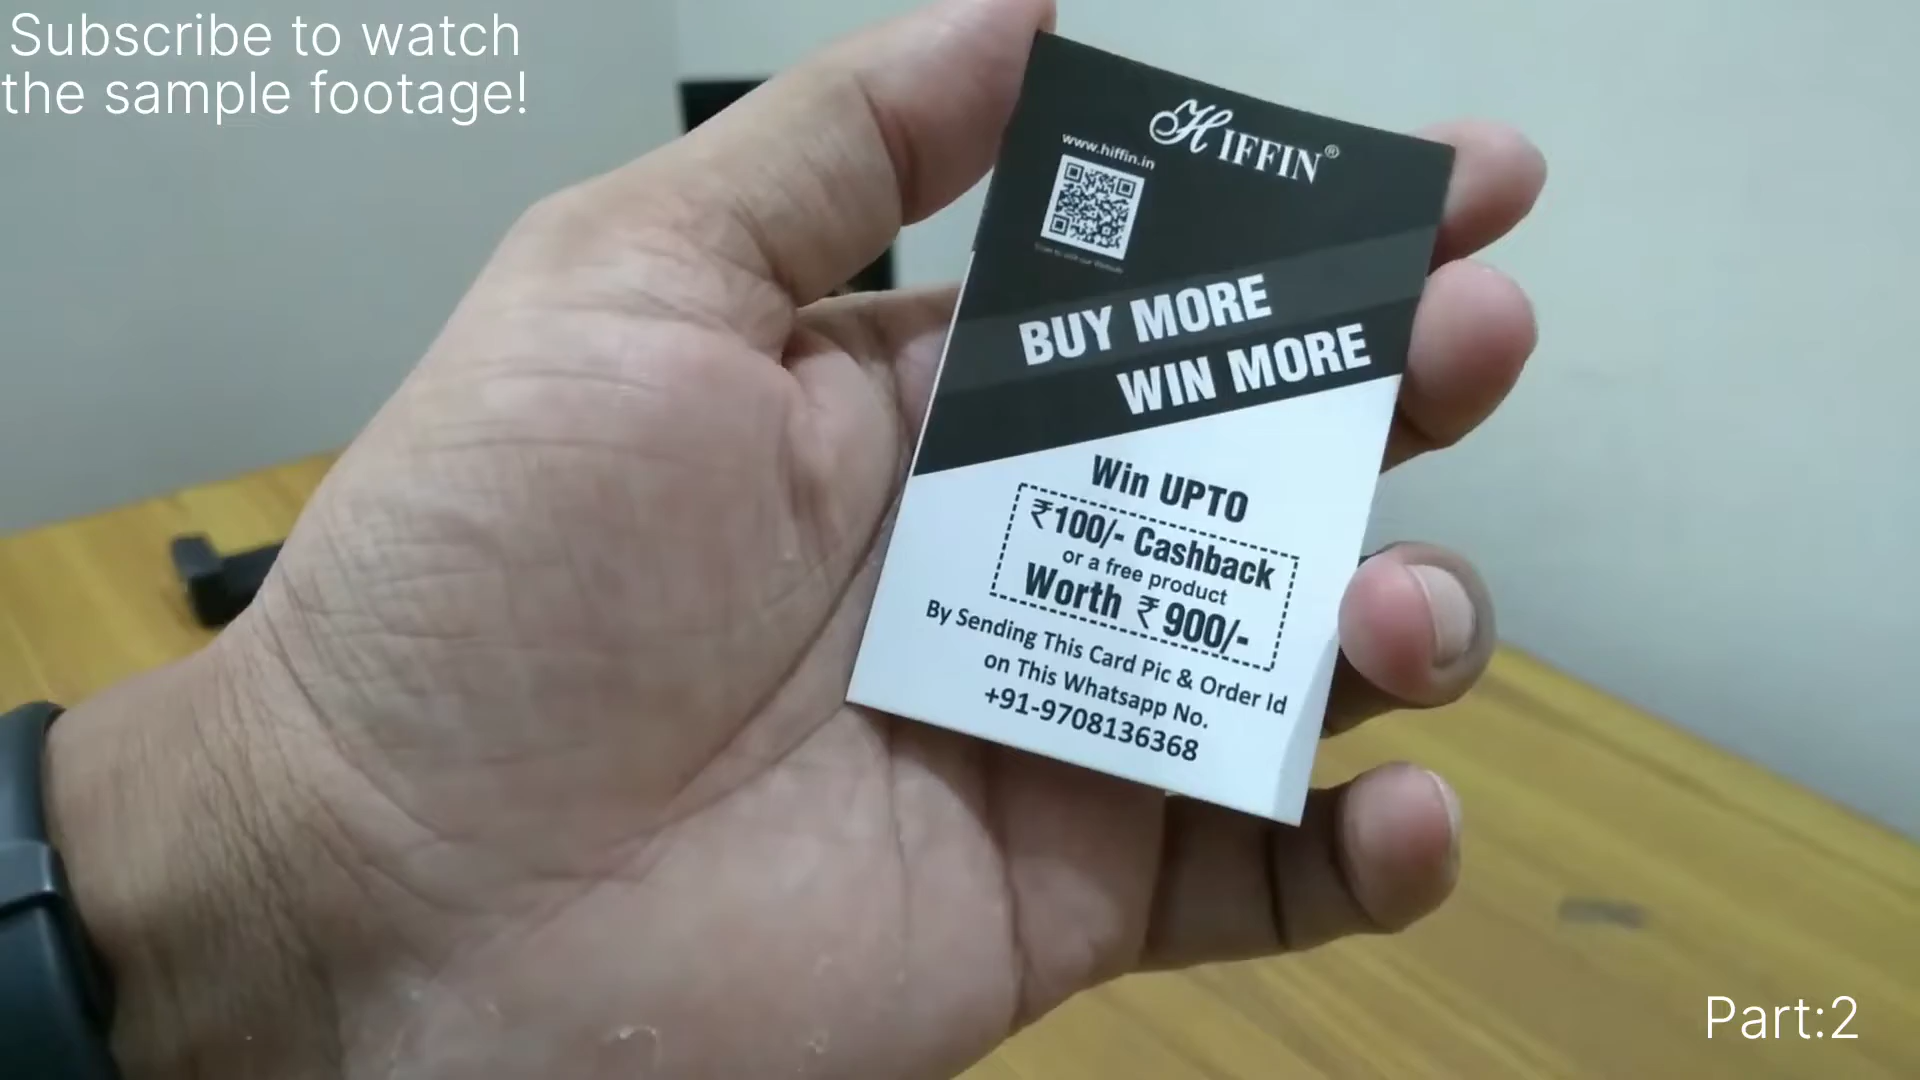 Subscribe to watch
the sample footage!
HIFFIN®
www.hiffin.in
BUY MORE
WIN MORE
Win UPTO
₹100/- Cashback
or a free product
Worth ₹ 900/-
By Sending This Card Pic & Order Id
on This Whatsapp No.
+91-9708136368
Part:2